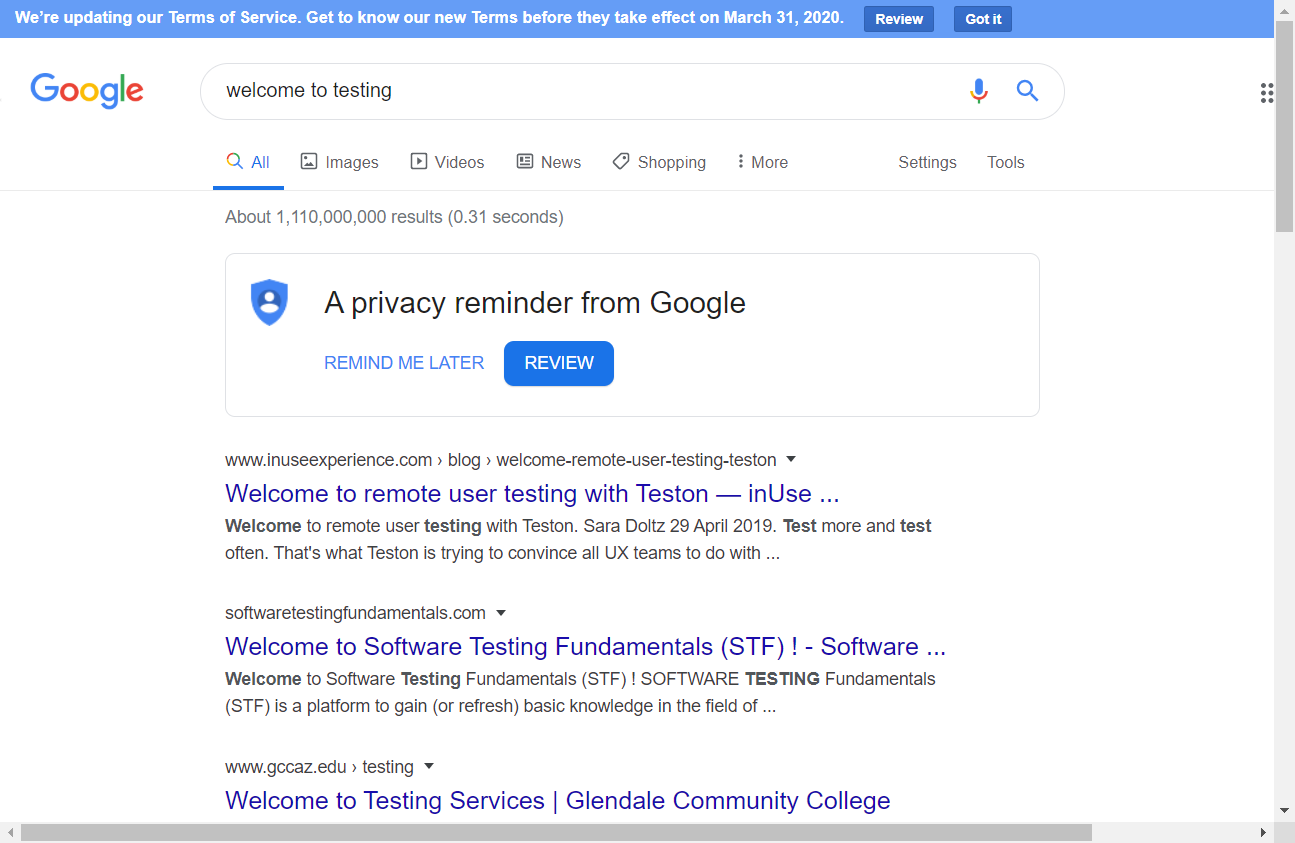 We're updating our Terms of Service. Get to know our new Terms before they take effect on March 31, 2020. Review Got it
Google welcome to testing
All Images Videos News Shopping More Settings Tools
About 1,110,000,000 results (0.31 seconds)
A privacy reminder from Google
REMIND ME LATER REVIEW
www.inuseexperience.com › blog › welcome-remote-user-testing-teston
Welcome to remote user testing with Teston — inUse ...
Welcome to remote user testing with Teston. Sara Doltz 29 April 2019. Test more and test
often. That's what Teston is trying to convince all UX teams to do with ...
softwaretestingfundamentals.com
Welcome to Software Testing Fundamentals (STF) ! - Software ...
Welcome to Software Testing Fundamentals (STF) ! SOFTWARE TESTING Fundamentals
(STF) is a platform to gain (or refresh) basic knowledge in the field of ...
www.gccaz.edu › testing
Welcome to Testing Services | Glendale Community College